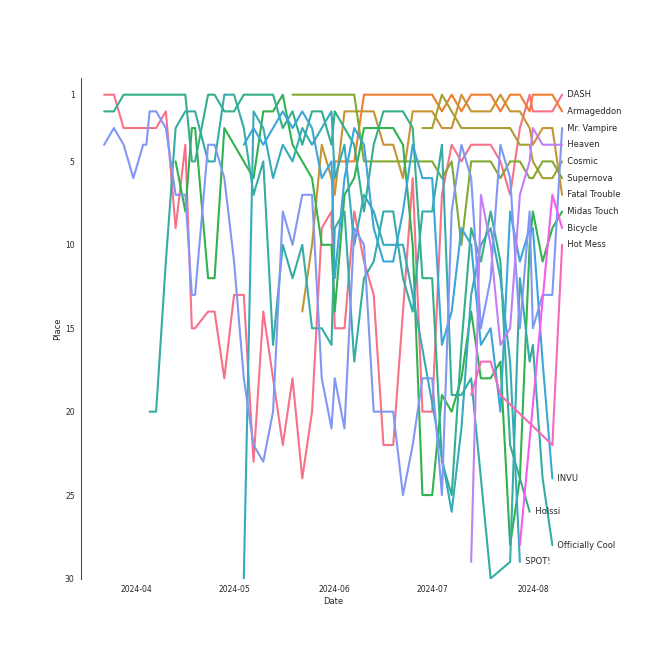 1
5
10
15
20
25
30
Place
2024-04
2024-05
2024-06
2024-07
2024-08
Date
DASH
Armageddon
Mr. Vampire
Heaven
Cosmic
Supernova
Fatal Trouble
Midas Touch
Bicycle
Hot Mess
INVU
Hotssi
Officially Cool
SPOT!